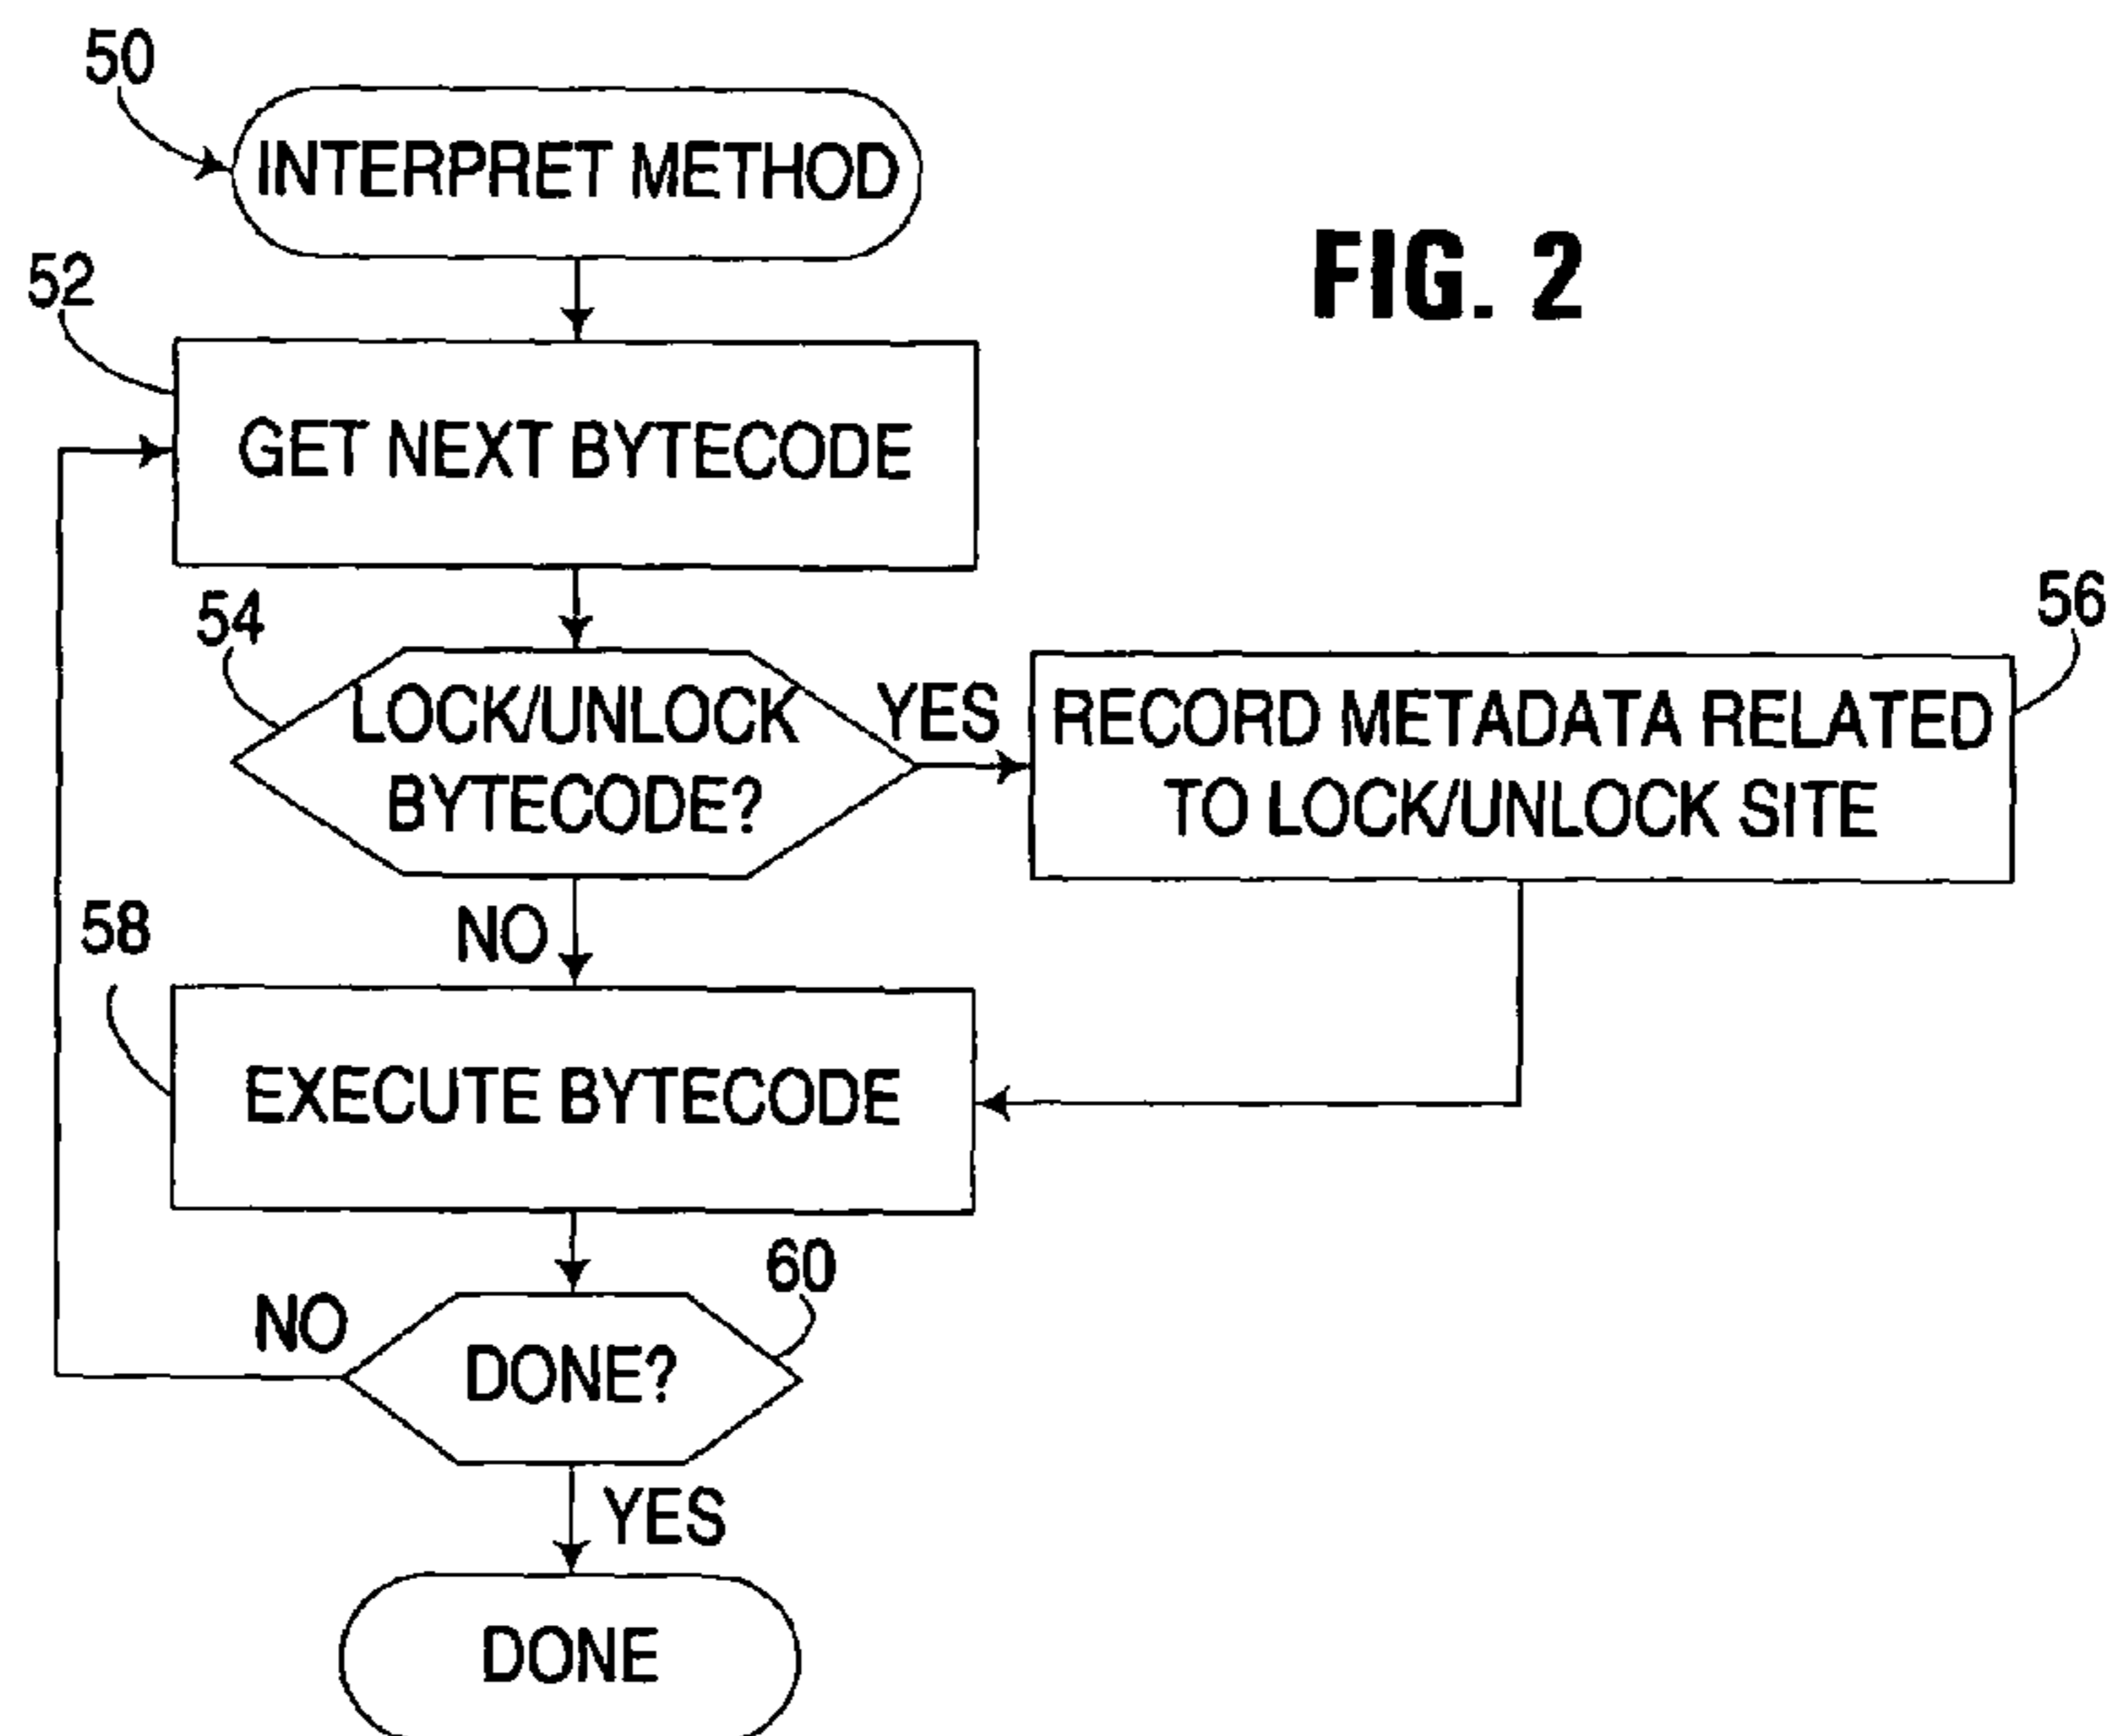 50
INTERPRET METHOD
FIG. 2
52
GET NEXT BYTECODE
54
LOCK/UNLOCK
BYTECODE?
YES
56
RECORD METADATA RELATED
TO LOCK/UNLOCK SITE
NO
58
EXECUTE BYTECODE
60
NO
DONE?
YES
DONE